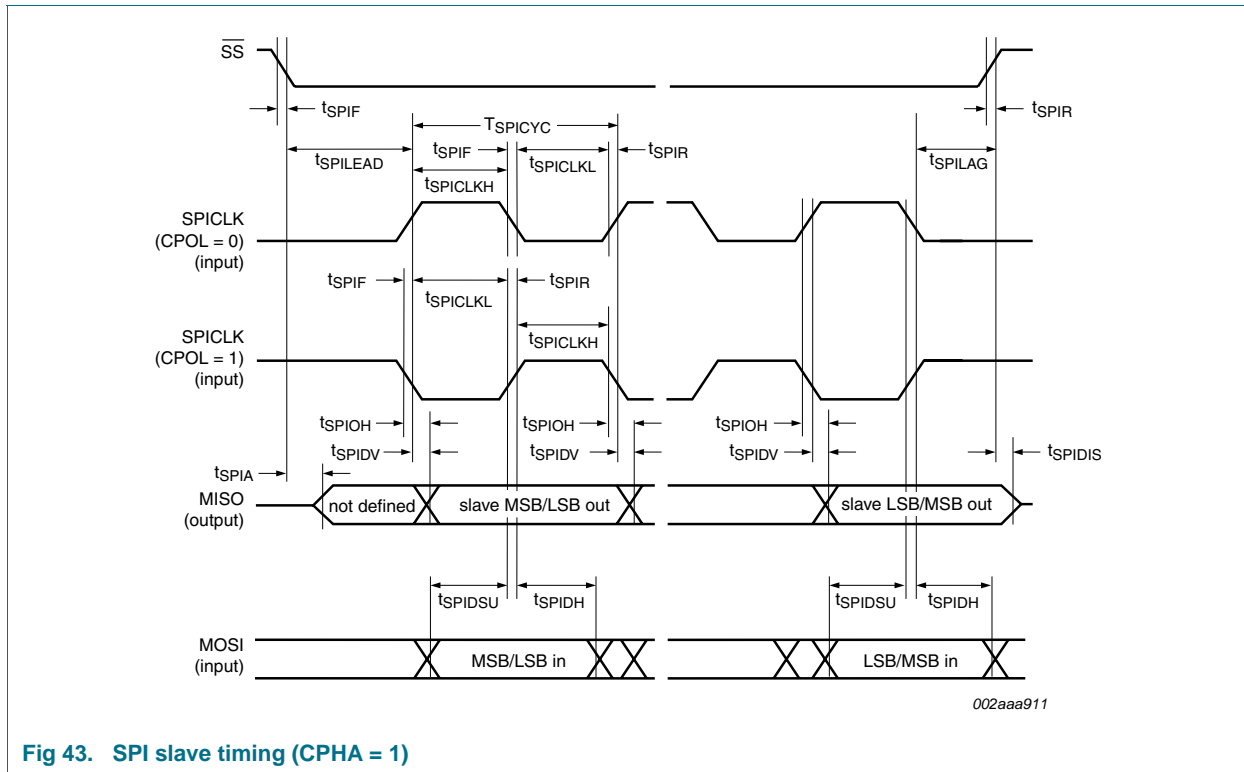 SS
tSPIF
tSPIR
TSPICYC
tSPIF
tSPICLKL
tSPIR
tSPILEAD
tSPILAG
tSPICLKH
SPICLK
(CPOL = 0)
(input)
tSPIF
tSPIR
tSPICLKL
SPICLK
(CPOL = 1)
(input)
tSPICLKH
tSPIOH
tSPIOH
tSPIOH
tSPIDV
tSPIDV
tSPIDV
tSPIDIS
tSPIA
MISO
(output)
not defined
slave MSB/LSB out
slave LSB/MSB out
tSPIDSU
tSPIDH
tSPIDSU
tSPIDH
MOSI
(input)
MSB/LSB in
LSB/MSB in
002aaa911
Fig 43. SPI slave timing (CPHA = 1)